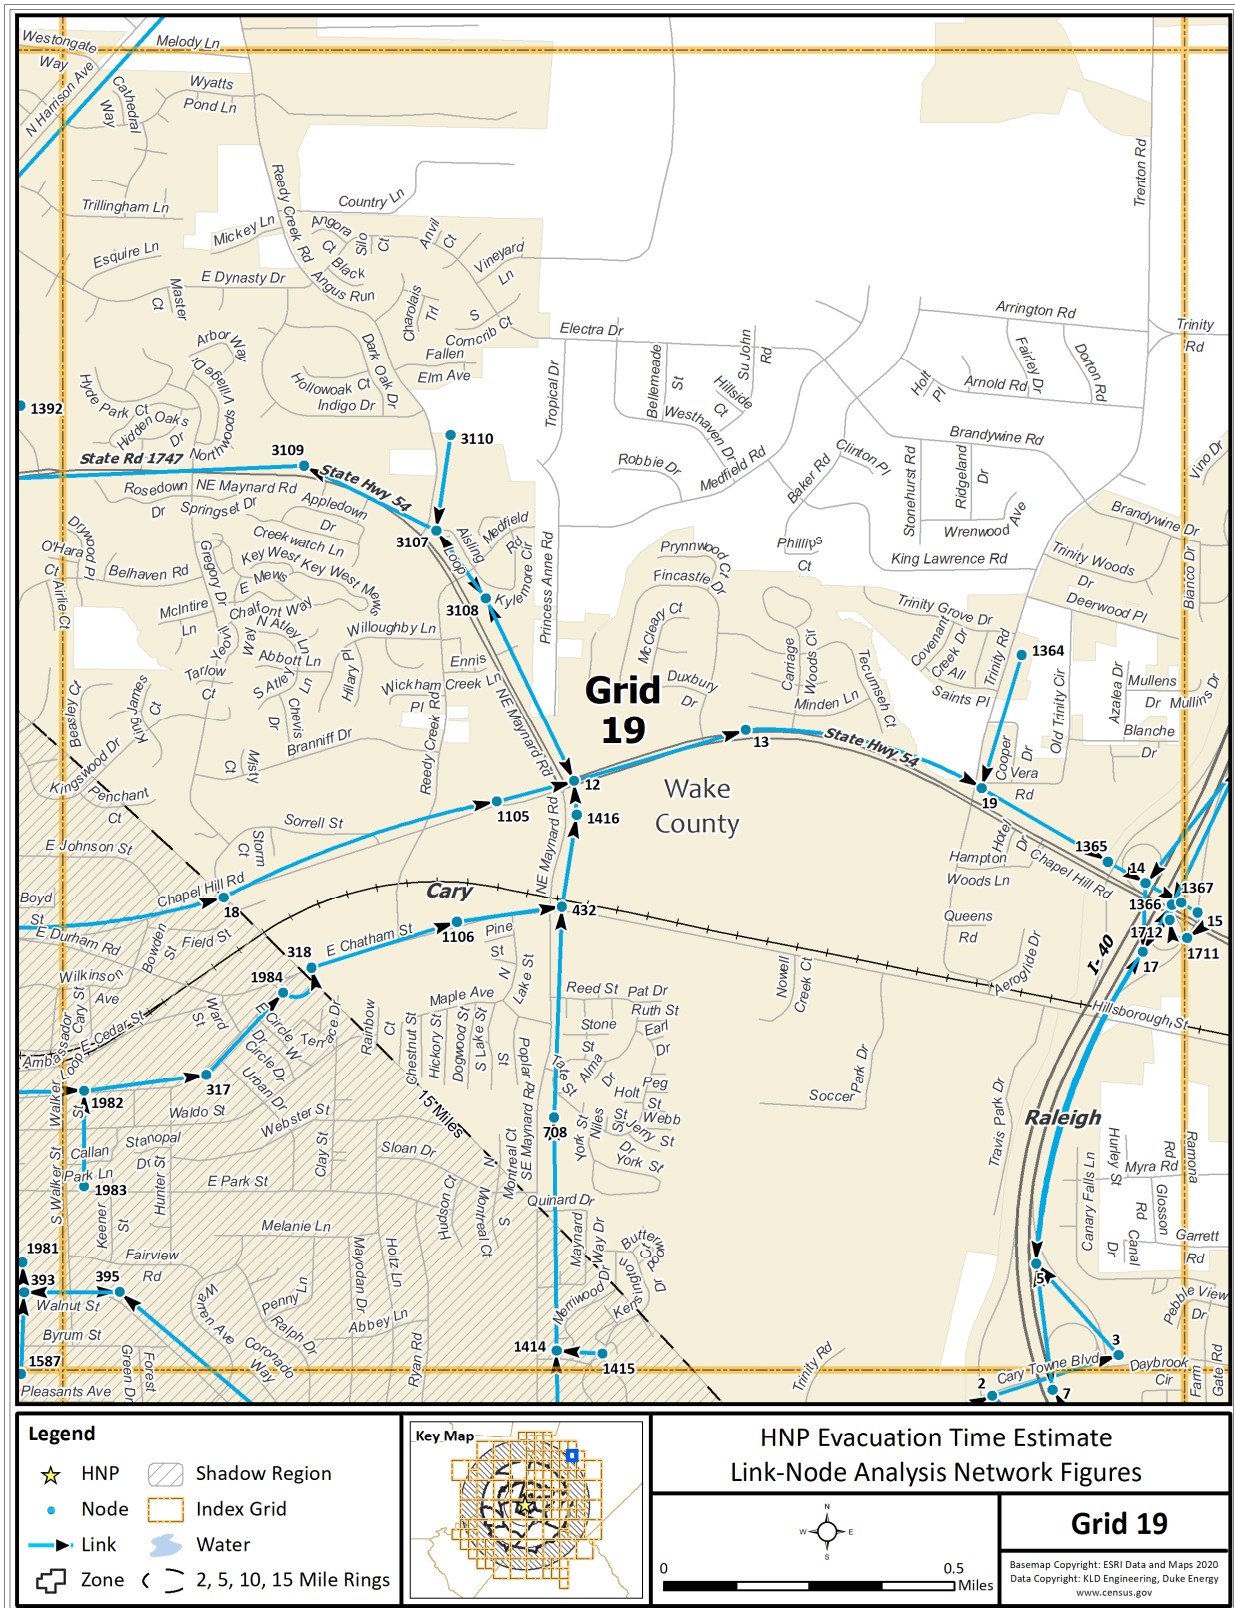 Westongate
Way
Melody Ln
N Harrison Ave
Cathedral
Way
Wyatts
Pond Ln
Trenton Rd
Reedy Creek Rd
Country Ln
Trillingham Ln
Mickey Ln
Angora
Ct
Silo
Ct
Anvil
Ct
Black
Angus Run
Vineyard
Ln
Esquire Ln
E Dynasty Dr
Master
Ct
Charolais
Trl
S
Corncrib Ct
Fallen
Elm Ave
Electra Dr
Arrington Rd
Trinity
Rd
Arbor Way
Village Dr
Northwoods
Dark Oak Dr
Hollowoak Ct
Indigo Dr
Hyde Park Ct
Hidden Oaks
Dr
Tropical Dr
Bellemeade
St
Su John
Rd
Hillside
Ct
Westhaven Dr
Medfield Rd
Robbie Dr
Fairley Dr
Dorton Rd
Holt
Pl
Arnold Rd
Brandywine Rd
Clinton Pl
Baker Rd
Stonehurst Rd
Ridgeland
Dr
Wrenwood
Ave
King Lawrence Rd
Vino Dr
Brandywine Dr
1392
3110
3109
State Rd 1747
State Hwy 54
NE Maynard Rd
Rosedown
Dr
Springset Dr
Appledown
Dr
3107
Aisling
Loop
Medfield
Rd
Kylemore Cir
3108
Princess Anne Rd
Creekwatch Ln
Key West Mews
Key West
E Mews
Drywood Pl
O'Hara
Ct
Airlie Ct
Belhaven Rd
Gregory Dr
McIntire
Ln
Chalfont Way
N Atley
Ln
Yeovil
Way
Abbott Ln
Tarlow
Ct
S Atley
Ln
Dr
Chevis
Hilary Pl
Willoughby Ln
Ennis
Creek Ln
Wickham
Pl
NE Maynard Rd
Reedy Creek Rd
Branniff Dr
Misty
Ct
Beasley Ct
King James
Ct
Kingswood Dr
Penchant
Ct
Prynnwood Ct
Fincastle
Dr
McCleary Ct
Duxbury
Dr
Phillips
Ct
Carriage
Woods Cir
Tecumseh Ct
Minden Ln
Trinity Grove Dr
Covenant
Creek Dr
All
Saints Pl
Trinity Rd
1364
Trinity Woods
Dr
Deerwood Pl
Bianco Dr
Azalea Dr
Mullens
Dr
Mullins Dr
Blanche
Dr
Old Trinity Cir
Cooper
Dr
Vera
Rd
Grid
19
13
State Hwy 54
12
19
Wake
County
1105
1416
NE Maynard Rd
Sorrell St
Storm
Ct
E Johnson St
Chapel Hill Rd
18
Boyd
St
E Durham Rd
Cary
432
1106
E Chatham St
318
1984
Bowden
St
Field St
Wilkinson
Ave
Cary St
Ambassador
Loop
E Cedar St
Ward
St
E Circle W
Dr
Circle Dr
Urban Dr
Terrace Dr
Rainbow
Ct
Chestnut St
Hickory St
Dogwood St
S Lake St
Maple Ave
Pine
St
N
Lake St
Poplar
St
Reed St
Pat Dr
Ruth St
Stone
St
Earl
Dr
Tate St
Alma
Dr
Holt
St
Peg
St
Webb
St
Jerry
Dr
Niles
St
York St
York St
Hotel
Dr
Hampton
Woods Ln
Queens
Rd
Chapel Hill Rd
1365
14
1367
1366
15
1712
1711
17
I- 40
Aeroglide Dr
Nowell
Creek Ct
Hillsborough St
Soccer
Park Dr
Travis Park Dr
Raleigh
1982
317
Waldo St
Webster St
Clay St
Walker
St
Callan
Stanopal
Dr
Hunter St
Park Ln
1983
S Walker St
Keener
St
E Park St
Sloan Dr
15 Miles
708
SE Maynard Rd
Montreal Ct
N
Hudson Ct
Montreal Ct
S
Quinard Dr
Maynard
Way Dr
Butterwood
Ct
Kensington
Dr
Merriwood Dr
Melanie Ln
Mayodan Dr
Holtz Ln
Fairview
Rd
1981
393
395
Walnut St
Byrum St
1587
Pleasants Ave
Green Dr
Forest
Warren Ave
Coronado
Way
Penny Ln
Ralph Dr
Abbey Ln
Ryan Rd
1414
1415
Trinity Rd
Canary Falls Ln
Hurley St
Myra Rd
Rd
Ramona
Glosson
Rd
Canal
Dr
Garrett
Rd
Pebble View
Dr
5
3
2
7
Cary Towne Blvd
Daybrook
Cir
Farm
Gate Rd
Legend
HNP
Shadow Region
Node
Index Grid
Link
Water
Zone
2, 5, 10, 15 Mile Rings
Key Map
HNP Evacuation Time Estimate
Link-Node Analysis Network Figures
N
W
E
S
0
0.5
Miles
Grid 19
Basemap Copyright: ESRI Data and Maps 2020
Data Copyright: KLD Engineering, Duke Energy
www.census.gov